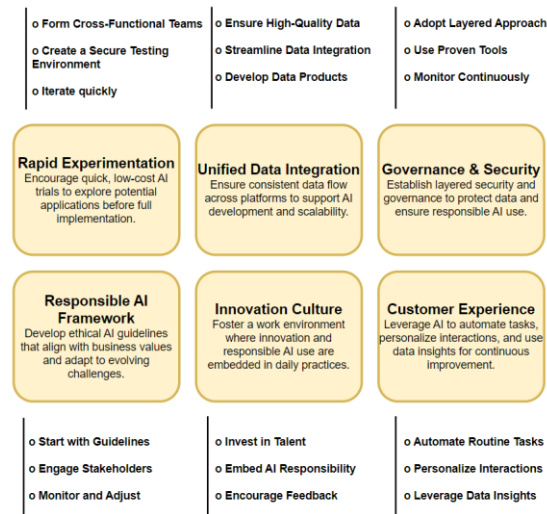 o Form Cross-Functional Teams
o Create a Secure Testing
Environment
o Iterate quickly
o Ensure High-Quality Data
o Streamline Data Integration
o Develop Data Products
o Adopt Layered Approach
o Use Proven Tools
o Monitor Continuously
Rapid Experimentation
Encourage quick, low-cost AI
trials to explore potential
applications before full
implementation.
Unified Data Integration
Ensure consistent data flow
across platforms to support AI
development and scalability.
Governance & Security
Establish layered security and
governance to protect data and
ensure responsible AI use.
Responsible AI
Framework
Develop ethical AI guidelines
that align with business values
and adapt to evolving
challenges.
Innovation Culture
Foster a work environment
where innovation and
responsible AI use are
embedded in daily practices.
Customer Experience
Leverage AI to automate tasks,
personalize interactions, and use
data insights for continuous
improvement.
o Start with Guidelines
o Engage Stakeholders
o Monitor and Adjust
o Invest in Talent
o Embed AI Responsibility
o Encourage Feedback
o Automate Routine Tasks
o Personalize Interactions
o Leverage Data Insights